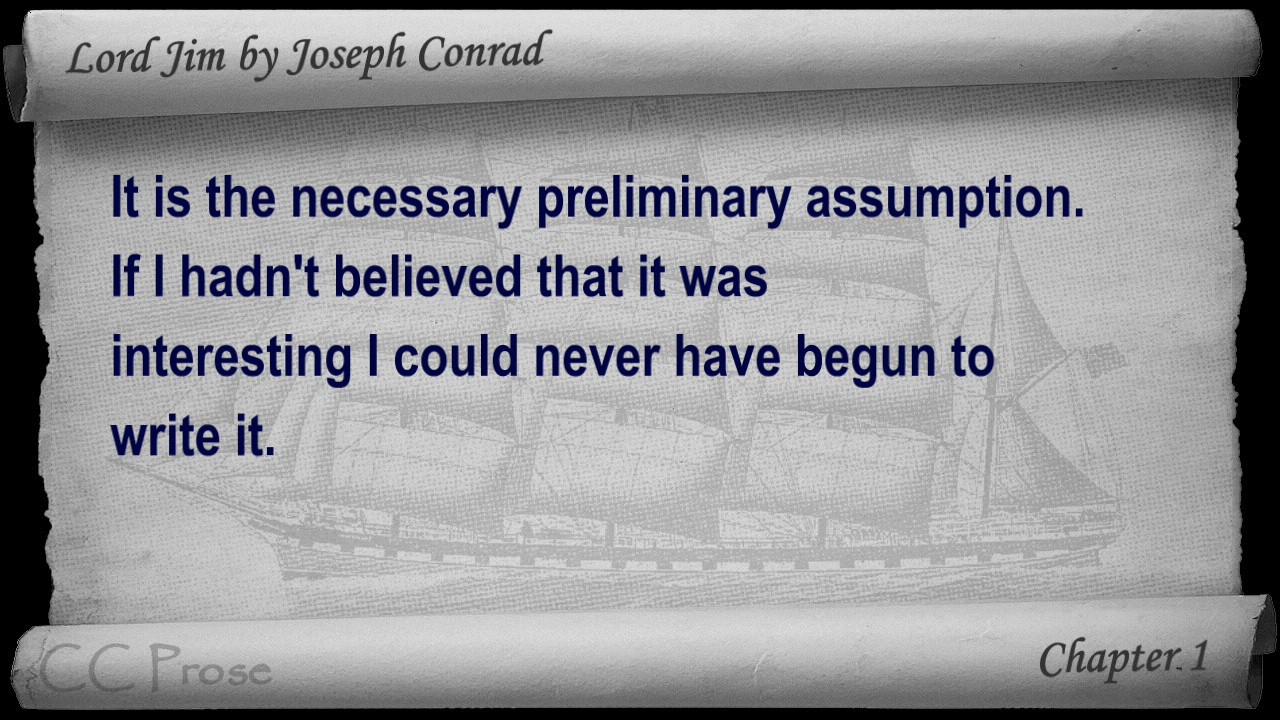 Lord Jim by Joseph Conrad
It is the necessary preliminary assumption.
If I hadn't believed that it was
interesting I could never have begun to
write it.
CC Prose
Chapter 1